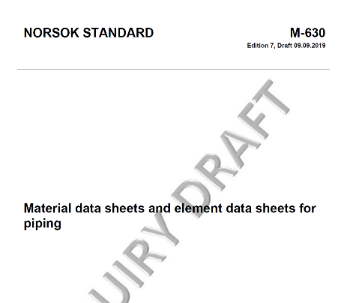 NORSOK STANDARD
M-630
Edition 7, Draft 09.09.2019
Material data sheets and element data sheets for
piping
UIRY DRAFT